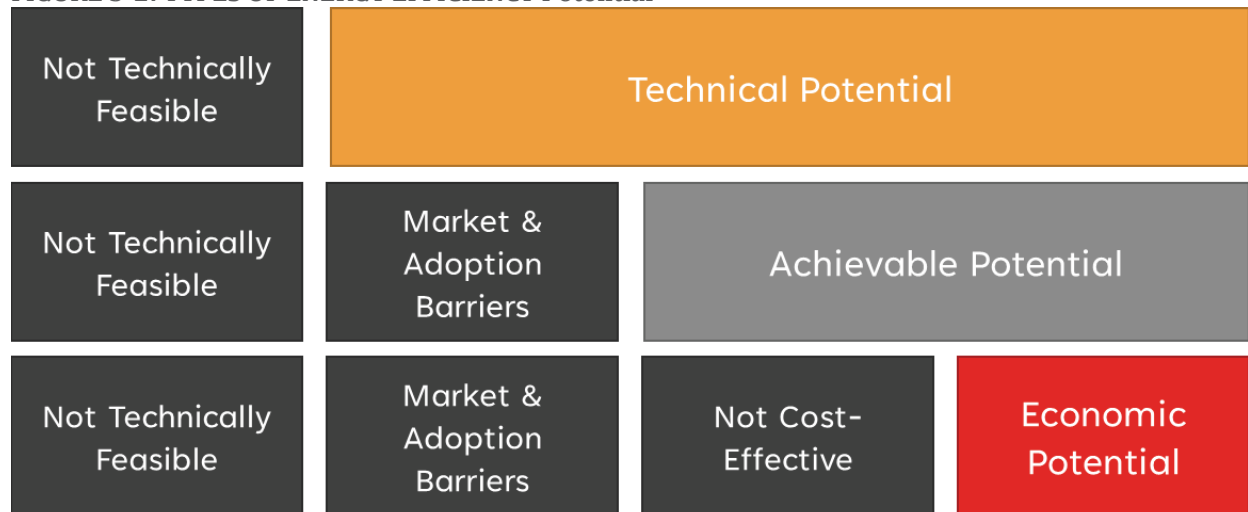 Not Technically
Feasible
Technical Potential
Not Technically
Feasible
Market &
Adoption
Barriers
Achievable Potential
Not Technically
Feasible
Market &
Adoption
Barriers
Not Cost-
Effective
Economic
Potential